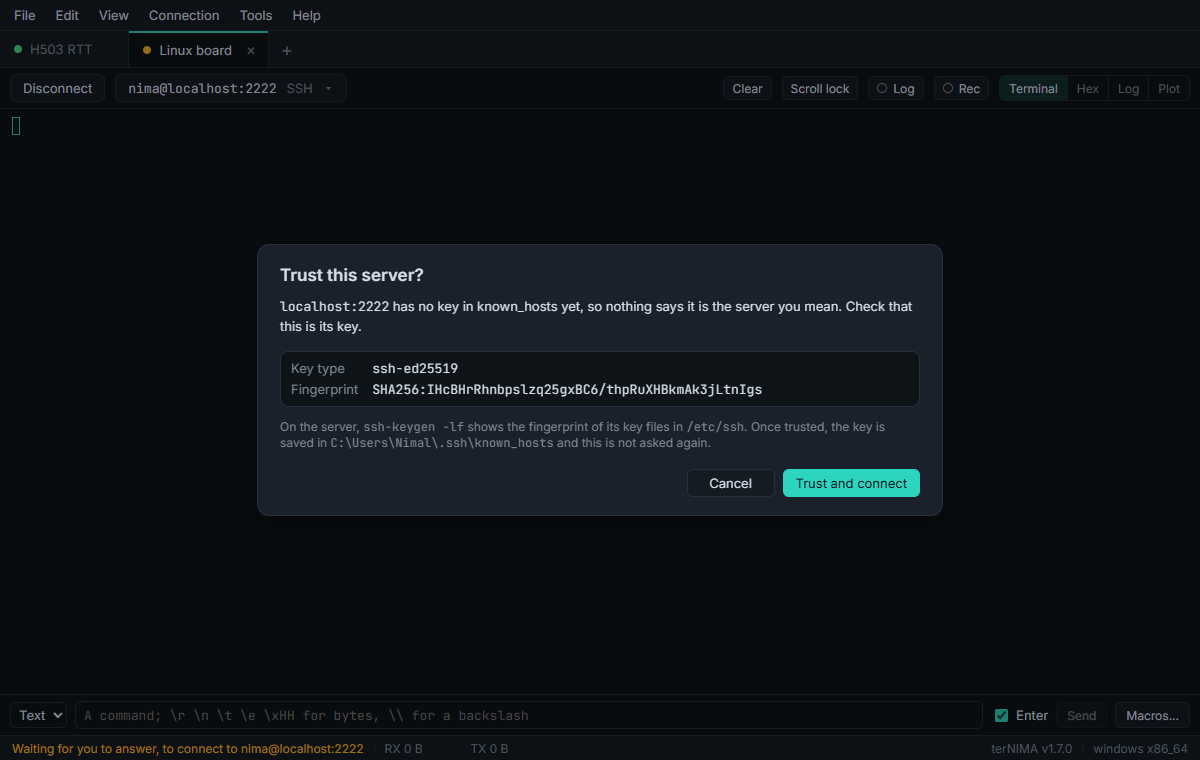 File Edit View Connection Tools Help
H503 RTT Linux board × +
Disconnect nima@localhost:2222 SSH Clear Scroll lock Log Rec Terminal Hex Log Plot
Trust this server?
localhost:2222 has no key in known_hosts yet, so nothing says it is the server you mean. Check that
this is its key.
Key type ssh-ed25519
Fingerprint SHA256:IHcBHrRhnbpslzq25gxBC6/thpRuXHBkmAk3jLtnIgs
On the server, ssh-keygen -lf shows the fingerprint of its key files in /etc/ssh. Once trusted, the key is
saved in C:\Users\Nimal\.ssh\known_hosts and this is not asked again.
Cancel Trust and connect
Text A command; \r \n \t \e \xHH for bytes, \\ for a backslash Enter Send Macros...
Waiting for you to answer, to connect to nima@localhost:2222 RX 0 B TX 0 B terNIMA v1.7.0 windows x86_64